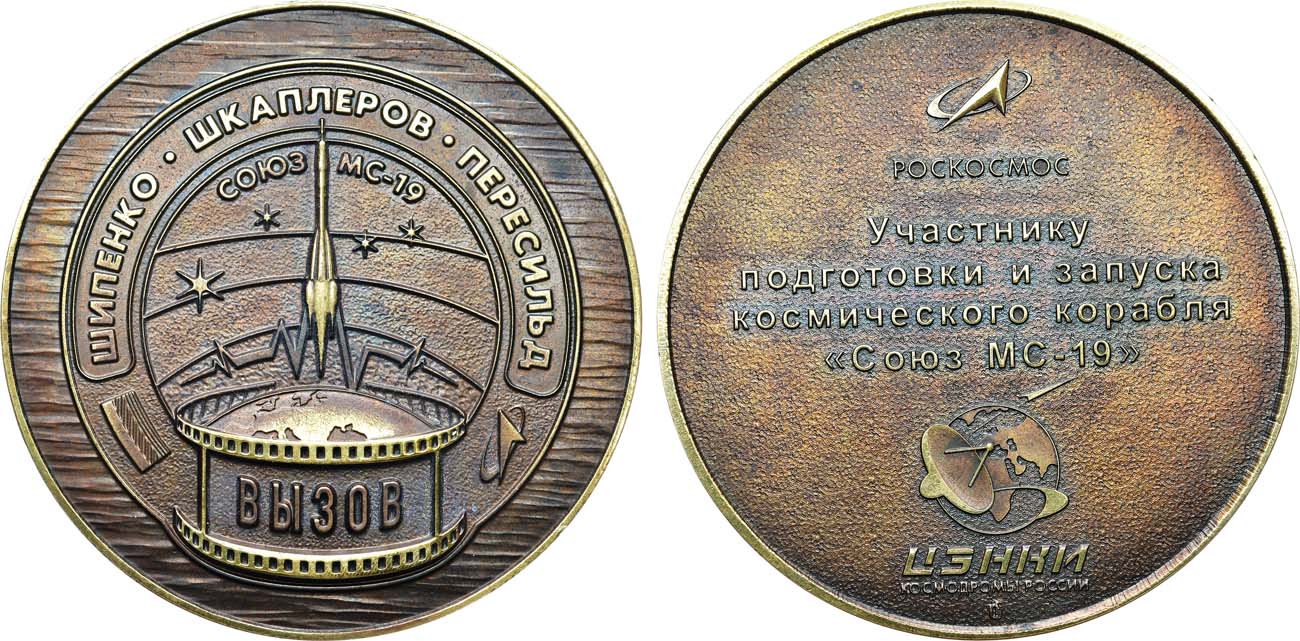 ШИПЕНКО · ШКАПЛЕРОВ · ПЕРЕСИЛЬД
СОЮЗ МС-19
ВЫЗОВ
РОСКОСМОС
Участнику
подготовки и запуска
космического корабля
«Союз МС-19»
ЦЭНКИ
КОСМОДРОМЫ РОССИИ